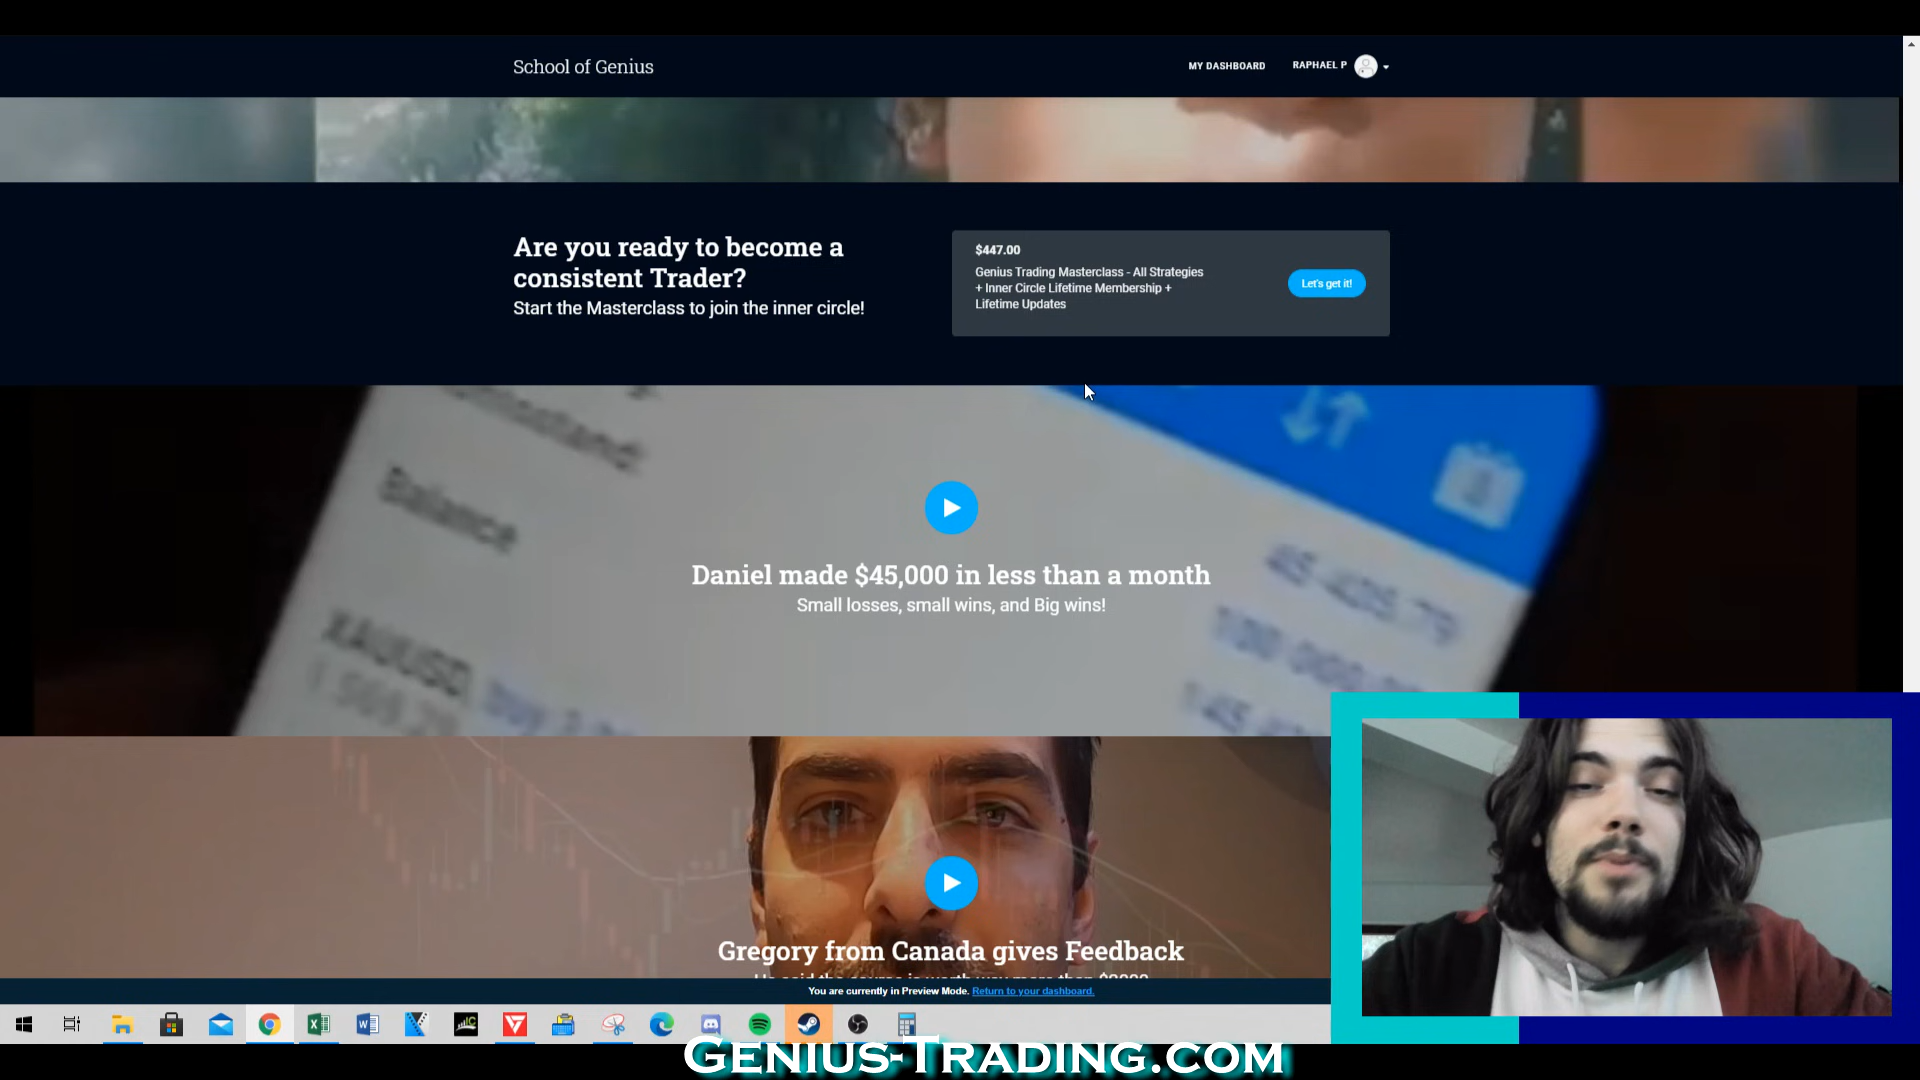 School of Genius
MY DASHBOARD
RAPHAEL P
Are you ready to become a
consistent Trader?
Start the Masterclass to join the inner circle!
$447.00
Genius Trading Masterclass - All Strategies
+ Inner Circle Lifetime Membership +
Lifetime Updates
Let's get it!
Balance
XAUUSD
Daniel made $45,000 in less than a month
Small losses, small wins, and Big wins!
Gregory from Canada gives Feedback
You are currently in Preview Mode. Return to your dashboard.
GENIUS-TRADING.COM